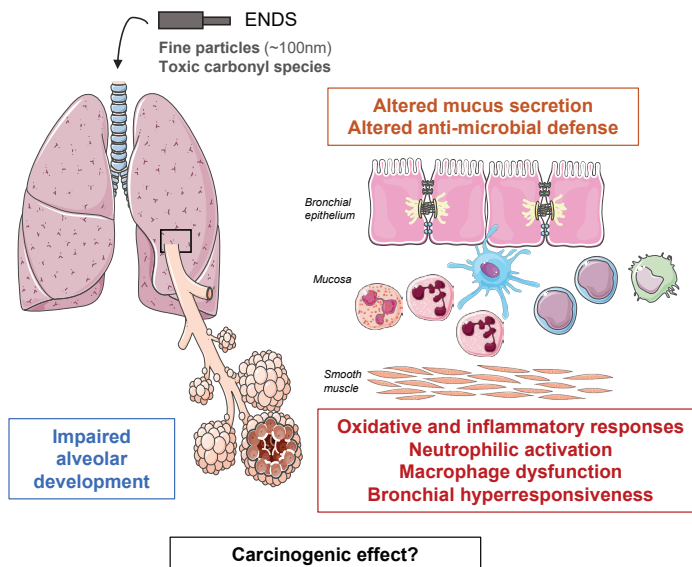 ENDS
Fine particles (~100nm)
Toxic carbonyl species
Altered mucus secretion
Altered anti-microbial defense
Bronchial
epithelium
Mucosa
Smooth
muscle
Impaired
alveolar
development
Oxidative and inflammatory responses
Neutrophilic activation
Macrophage dysfunction
Bronchial hyperresponsiveness
Carcinogenic effect?